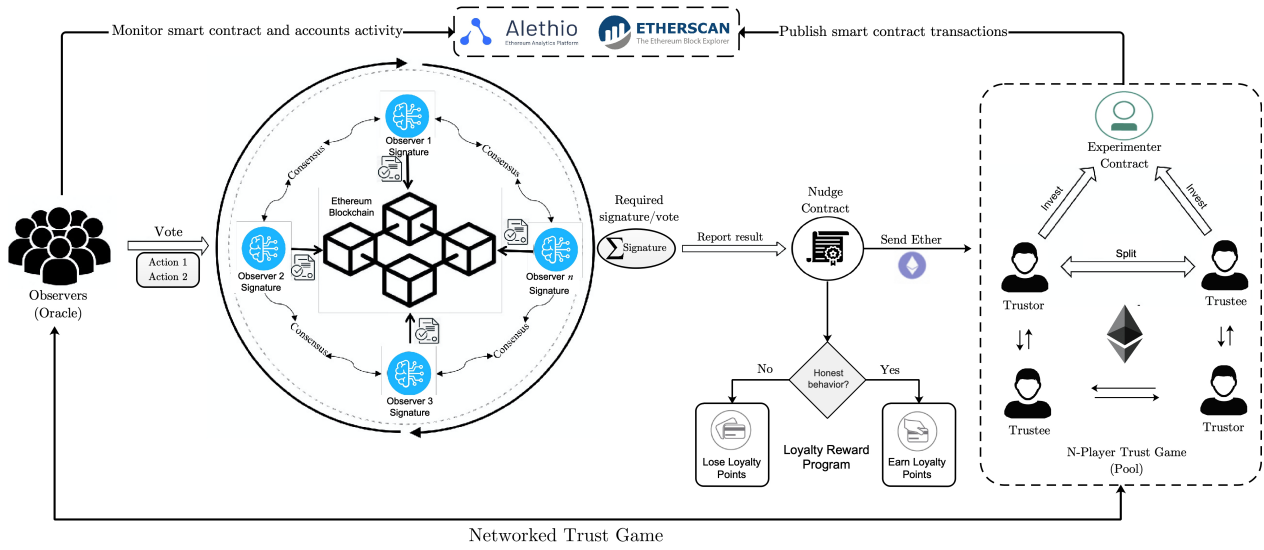 Monitor smart contract and accounts activity
Alethio
Ethereum Analytics Platform
ETHERSCAN
The Ethereum Block Explorer
Publish smart contract transactions
Observer 1
Signature
Consensus
Consensus
Experimenter
Contract
Invest
Invest
Ethereum
Blockchain
Required
signature/vote
Nudge
Contract
Vote
Action 1
Action 2
∑Signature
Report result
Send Ether
Split
Observers
(Oracle)
Observer 2
Signature
Observer n
Signature
Trustor
Trustee
Consensus
Consensus
Observer 3
Signature
No
Honest
behavior?
Yes
Trustee
Trustor
Lose Loyalty
Points
Loyalty Reward
Program
Earn Loyalty
Points
N-Player Trust Game
(Pool)
Networked Trust Game